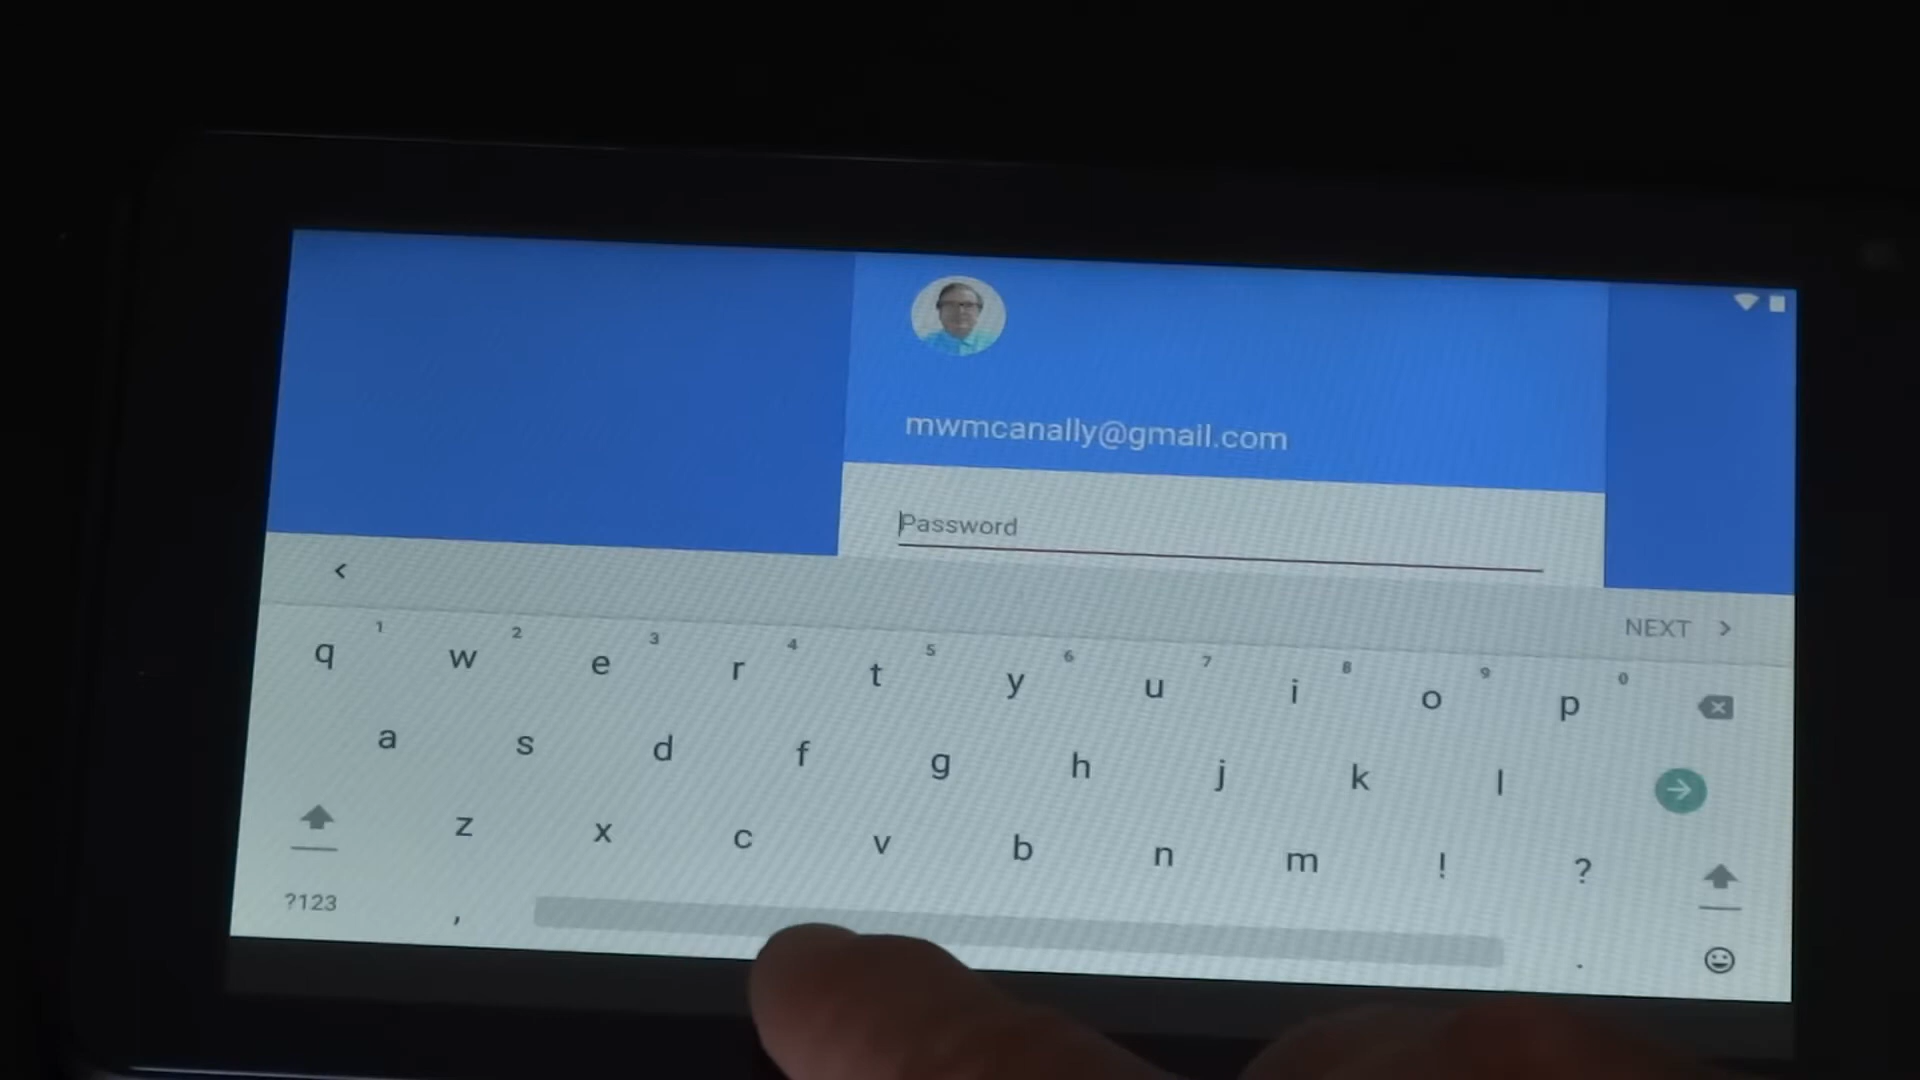 mwmcanally@gmail.com
Password
NEXT
1 2 3 4 5 6 7 8 9 0
q w e r t y u i o p
a s d f g h j k l
z x c v b n m ! ?
?123 , .